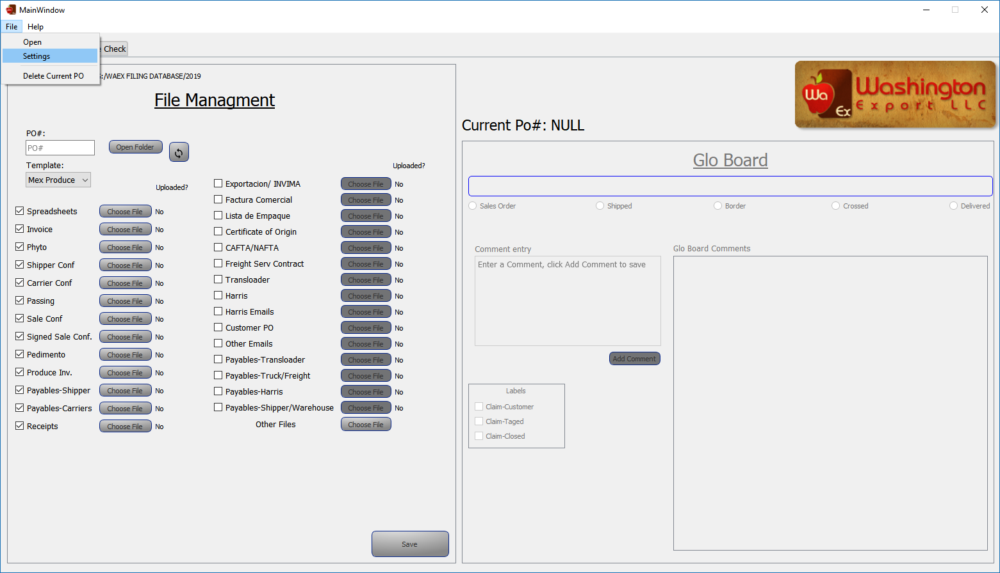 MainWindow
File Help
Open
Settings
Delete Current PO
Check
:/WAEX FILING DATABASE/2019
File Managment
Wa
Ex
Washington
Export LLC
Current Po#: NULL
PO#:
PO#
Open Folder
Template:
Mex Produce
Uploaded?
Spreadsheets Choose File No
Invoice Choose File No
Phyto Choose File No
Shipper Conf Choose File No
Carrier Conf Choose File No
Passing Choose File No
Sale Conf Choose File No
Signed Sale Conf. Choose File No
Pedimento Choose File No
Produce Inv. Choose File No
Payables-Shipper Choose File No
Payables-Carriers Choose File No
Receipts Choose File No
Uploaded?
Exportacion/ INVIMA Choose File No
Factura Comercial Choose File No
Lista de Empaque Choose File No
Certificate of Origin Choose File No
CAFTA/NAFTA Choose File No
Freight Serv Contract Choose File No
Transloader Choose File No
Harris Choose File No
Harris Emails Choose File No
Customer PO Choose File No
Other Emails Choose File No
Payables-Transloader Choose File No
Payables-Truck/Freight Choose File No
Payables-Harris Choose File No
Payables-Shipper/Warehouse Choose File No
Other Files Choose File
Save
Glo Board
Sales Order Shipped Border Crossed Delivered
Comment entry
Enter a Comment, click Add Comment to save
Add Comment
Glo Board Comments
Labels
Claim-Customer
Claim-Taged
Claim-Closed